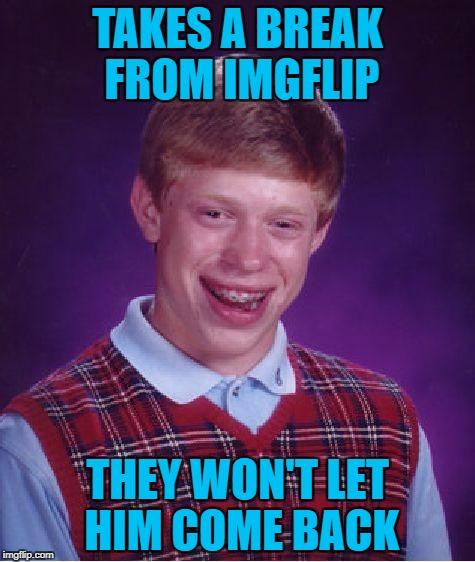 TAKES A BREAK
FROM IMGFLIP
THEY WON'T LET
HIM COME BACK
imgflip.com